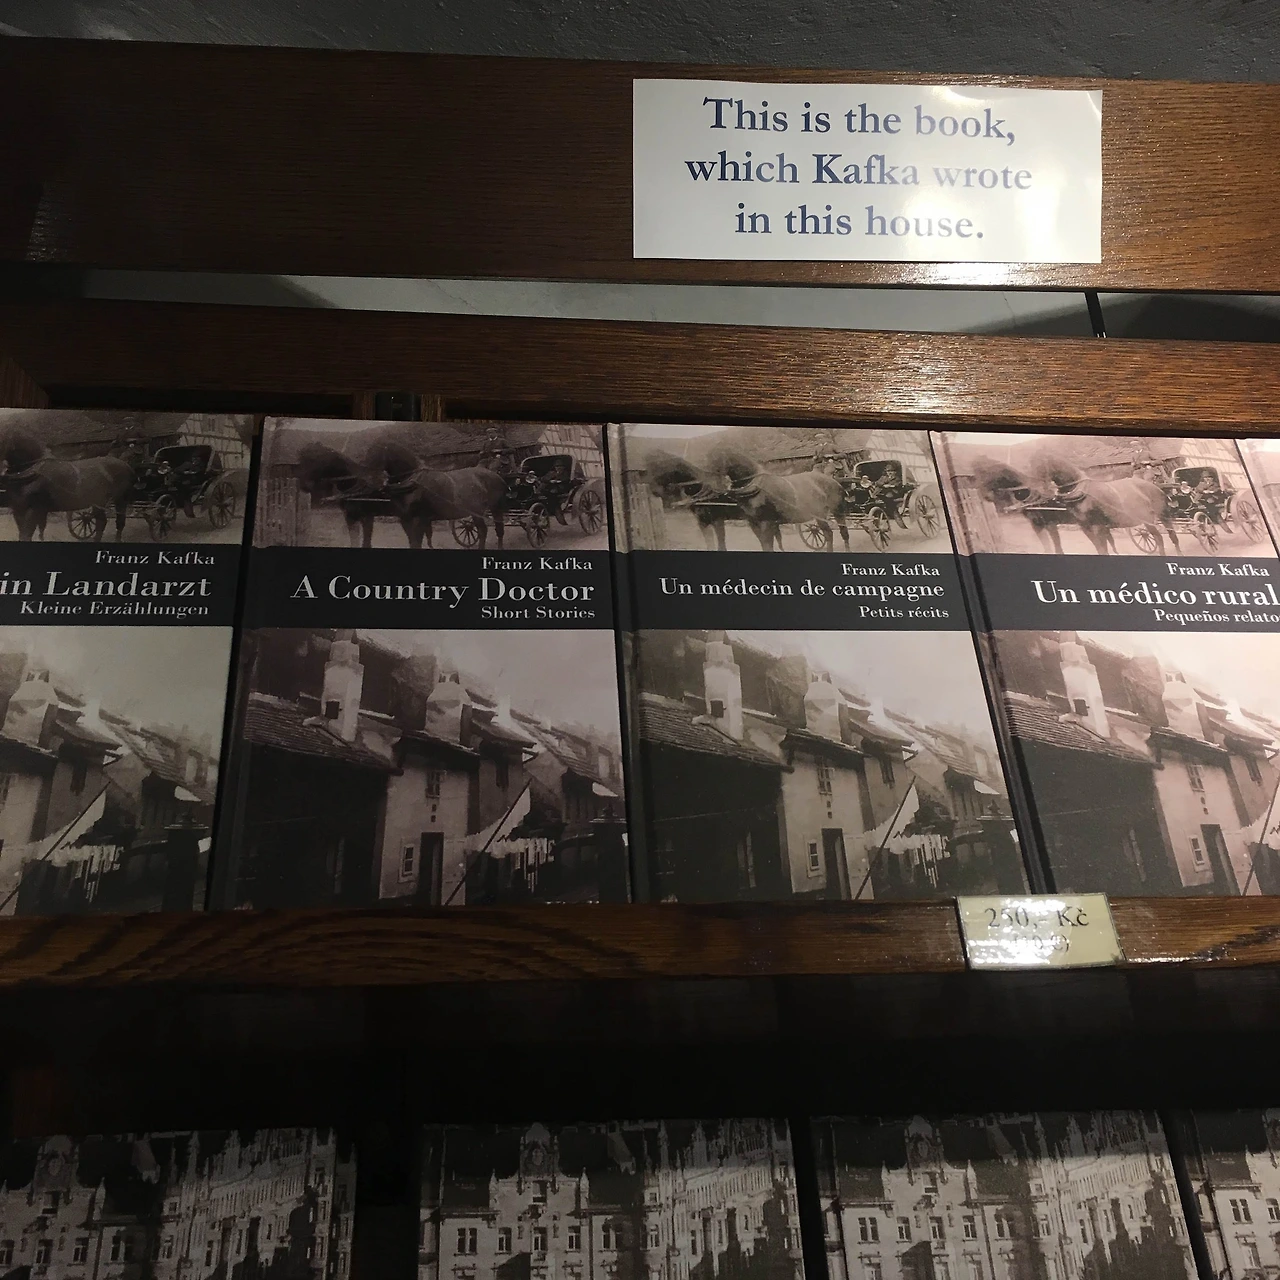 This is the book,
which Kafka wrote
in this house.
Franz Kafka
in Landarzt
Kleine Erzählungen
Franz Kafka
A Country Doctor
Short Stories
Franz Kafka
Un médecin de campagne
Petits récits
Franz Kafka
Un médico rural
Pequeños relato
250,- Kč